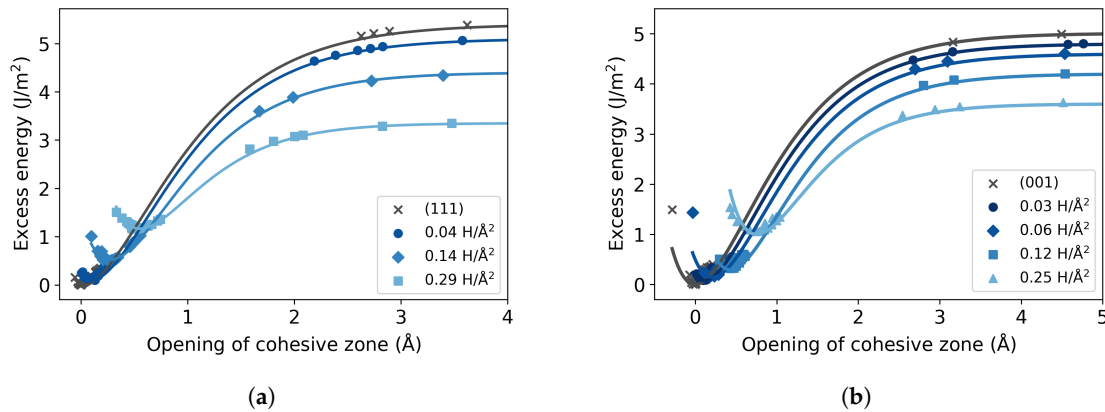 5
4
3
2
1
0
Excess energy (J/m²)
(111)
0.04 H/Å²
0.14 H/Å²
0.29 H/Å²
0 1 2 3 4
Opening of cohesive zone (Å)
(a)
5
4
3
2
1
0
Excess energy (J/m²)
(001)
0.03 H/Å²
0.06 H/Å²
0.12 H/Å²
0.25 H/Å²
0 1 2 3 4 5
Opening of cohesive zone (Å)
(b)